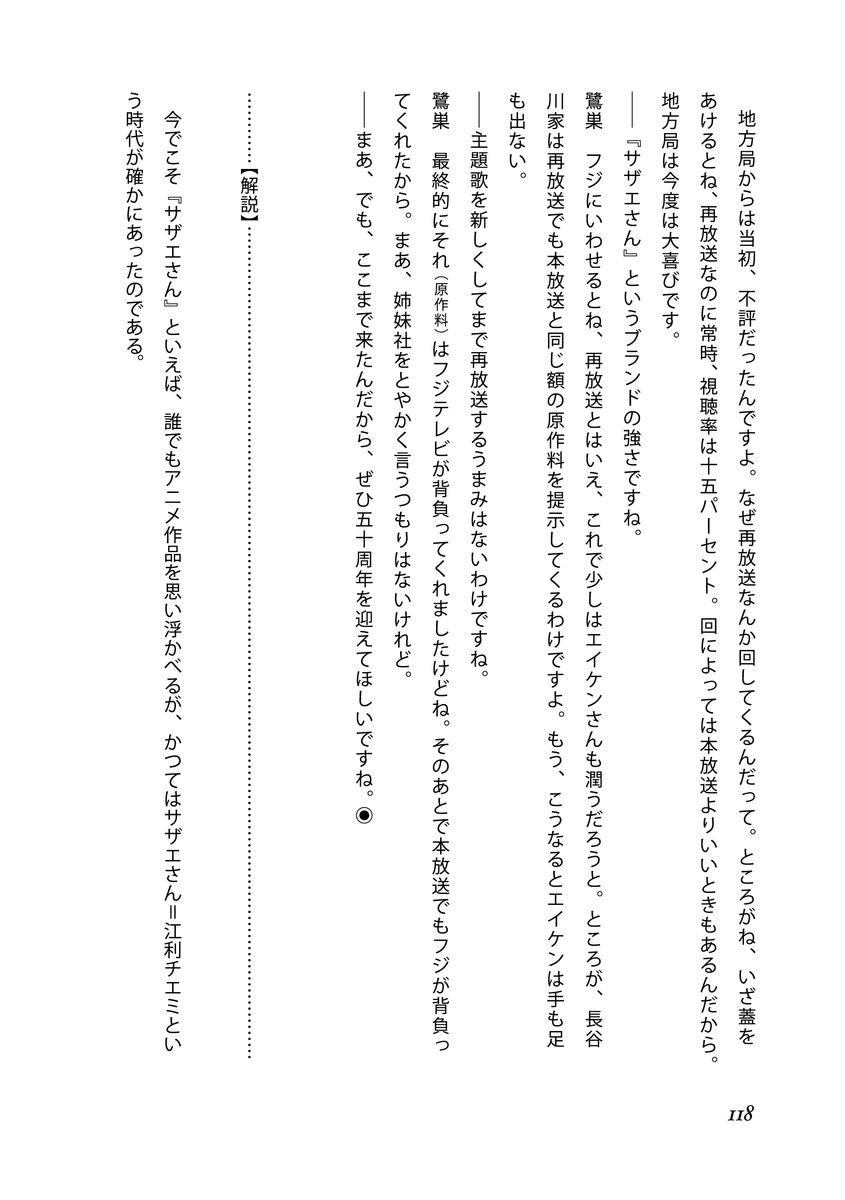 地方局からは当初、不評だったんですよ。なぜ再放送なんか回してくるんだって。ところがね、いざ蓋を
あけるとね、再放送なのに常時、視聴率は十五パーセント。回によっては本放送よりいいときもあるんだから。
地方局は今度は大喜びです。
――『サザエさん』というブランドの強さですね。
鷺巣　フジにいわせるとね、再放送とはいえ、これで少しはエイケンさんも潤うだろうと。ところが、長谷
川家は再放送でも本放送と同じ額の原作料を提示してくるわけですよ。もう、こうなるとエイケンは手も足
も出ない。
――主題歌を新しくしてまで再放送するうまみはないわけですね。
鷺巣　最終的にそれ（原作料）はフジテレビが背負ってくれましたけどね。そのあとで本放送でもフジが背負っ
てくれたから。まあ、姉妹社をとやかく言うつもりはないけれど。
――まあ、でも、ここまで来たんだから、ぜひ五十周年を迎えてほしいですね。◉
…………【解説】………………………………………………………………………………
今でこそ『サザエさん』といえば、誰でもアニメ作品を思い浮かべるが、かつてはサザエさん＝江利チエミとい
う時代が確かにあったのである。
118